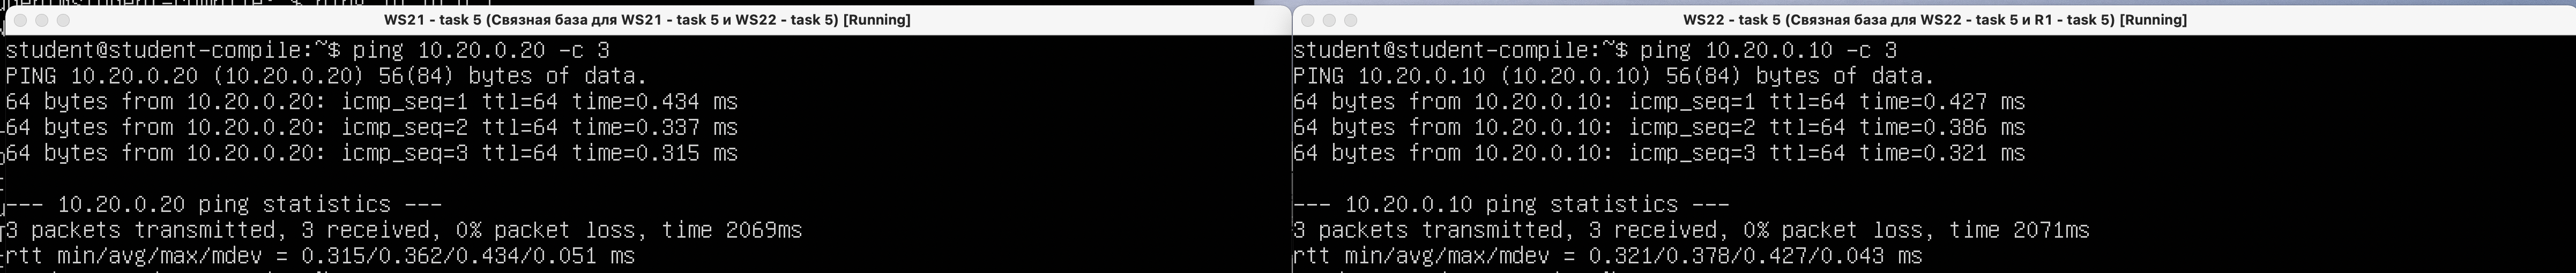 WS21 - task 5 (Связная база для WS21 - task 5 и WS22 - task 5) [Running]
student@student-compile:~$ ping 10.20.0.20 -c 3
PING 10.20.0.20 (10.20.0.20) 56(84) bytes of data.
64 bytes from 10.20.0.20: icmp_seq=1 ttl=64 time=0.434 ms
64 bytes from 10.20.0.20: icmp_seq=2 ttl=64 time=0.337 ms
64 bytes from 10.20.0.20: icmp_seq=3 ttl=64 time=0.315 ms
--- 10.20.0.20 ping statistics ---
3 packets transmitted, 3 received, 0% packet loss, time 2069ms
rtt min/avg/max/mdev = 0.315/0.362/0.434/0.051 ms
WS22 - task 5 (Связная база для WS22 - task 5 и R1 - task 5) [Running]
student@student-compile:~$ ping 10.20.0.10 -c 3
PING 10.20.0.10 (10.20.0.10) 56(84) bytes of data.
64 bytes from 10.20.0.10: icmp_seq=1 ttl=64 time=0.427 ms
64 bytes from 10.20.0.10: icmp_seq=2 ttl=64 time=0.386 ms
64 bytes from 10.20.0.10: icmp_seq=3 ttl=64 time=0.321 ms
--- 10.20.0.10 ping statistics ---
3 packets transmitted, 3 received, 0% packet loss, time 2071ms
rtt min/avg/max/mdev = 0.321/0.378/0.427/0.043 ms